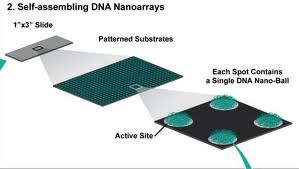 2. Self-assembling DNA Nanoarrays
1”x3” Slide
Patterned Substrates
Each Spot Contains
a Single DNA Nano-Ball
Active Site